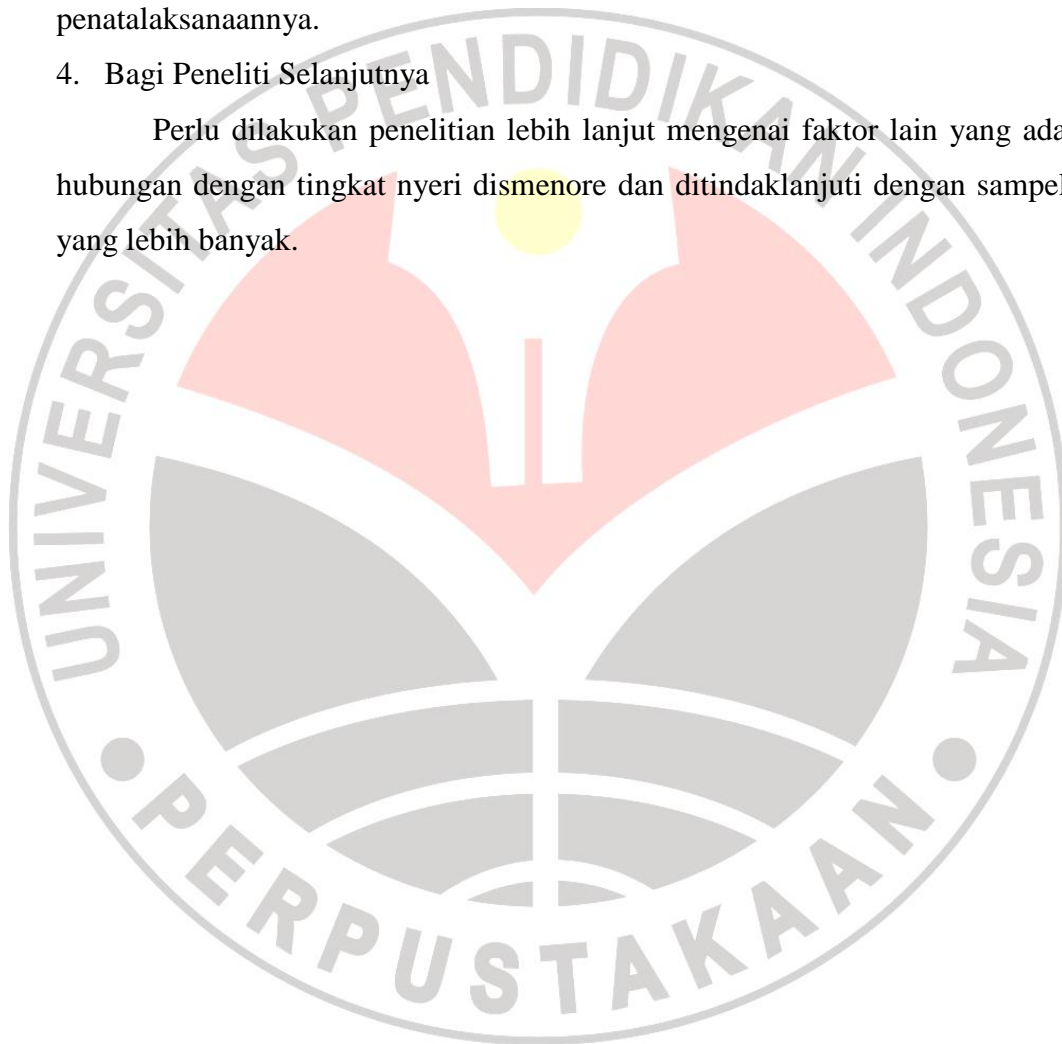 penatalaksanaannya.
4. Bagi Peneliti Selanjutnya
Perlu dilakukan penelitian lebih lanjut mengenai faktor lain yang ada
hubungan dengan tingkat nyeri dismenore dan ditindaklanjuti dengan sampel
yang lebih banyak.
UNIVERSITAS PENDIDIKAN INDONESIA
PERPUSTAKAAN